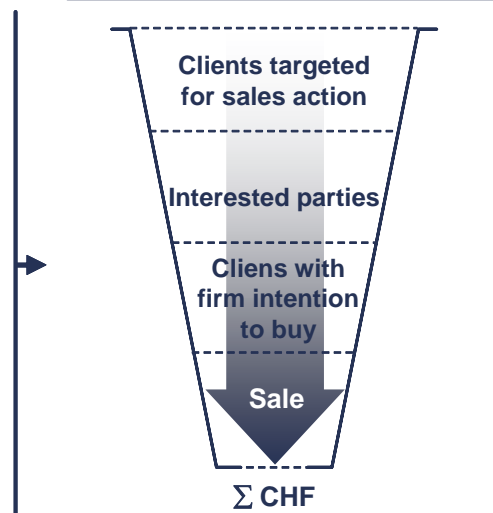 Clients targeted
for sales action
Interested parties
Cliens with
firm intention
to buy
Sale
Σ CHF